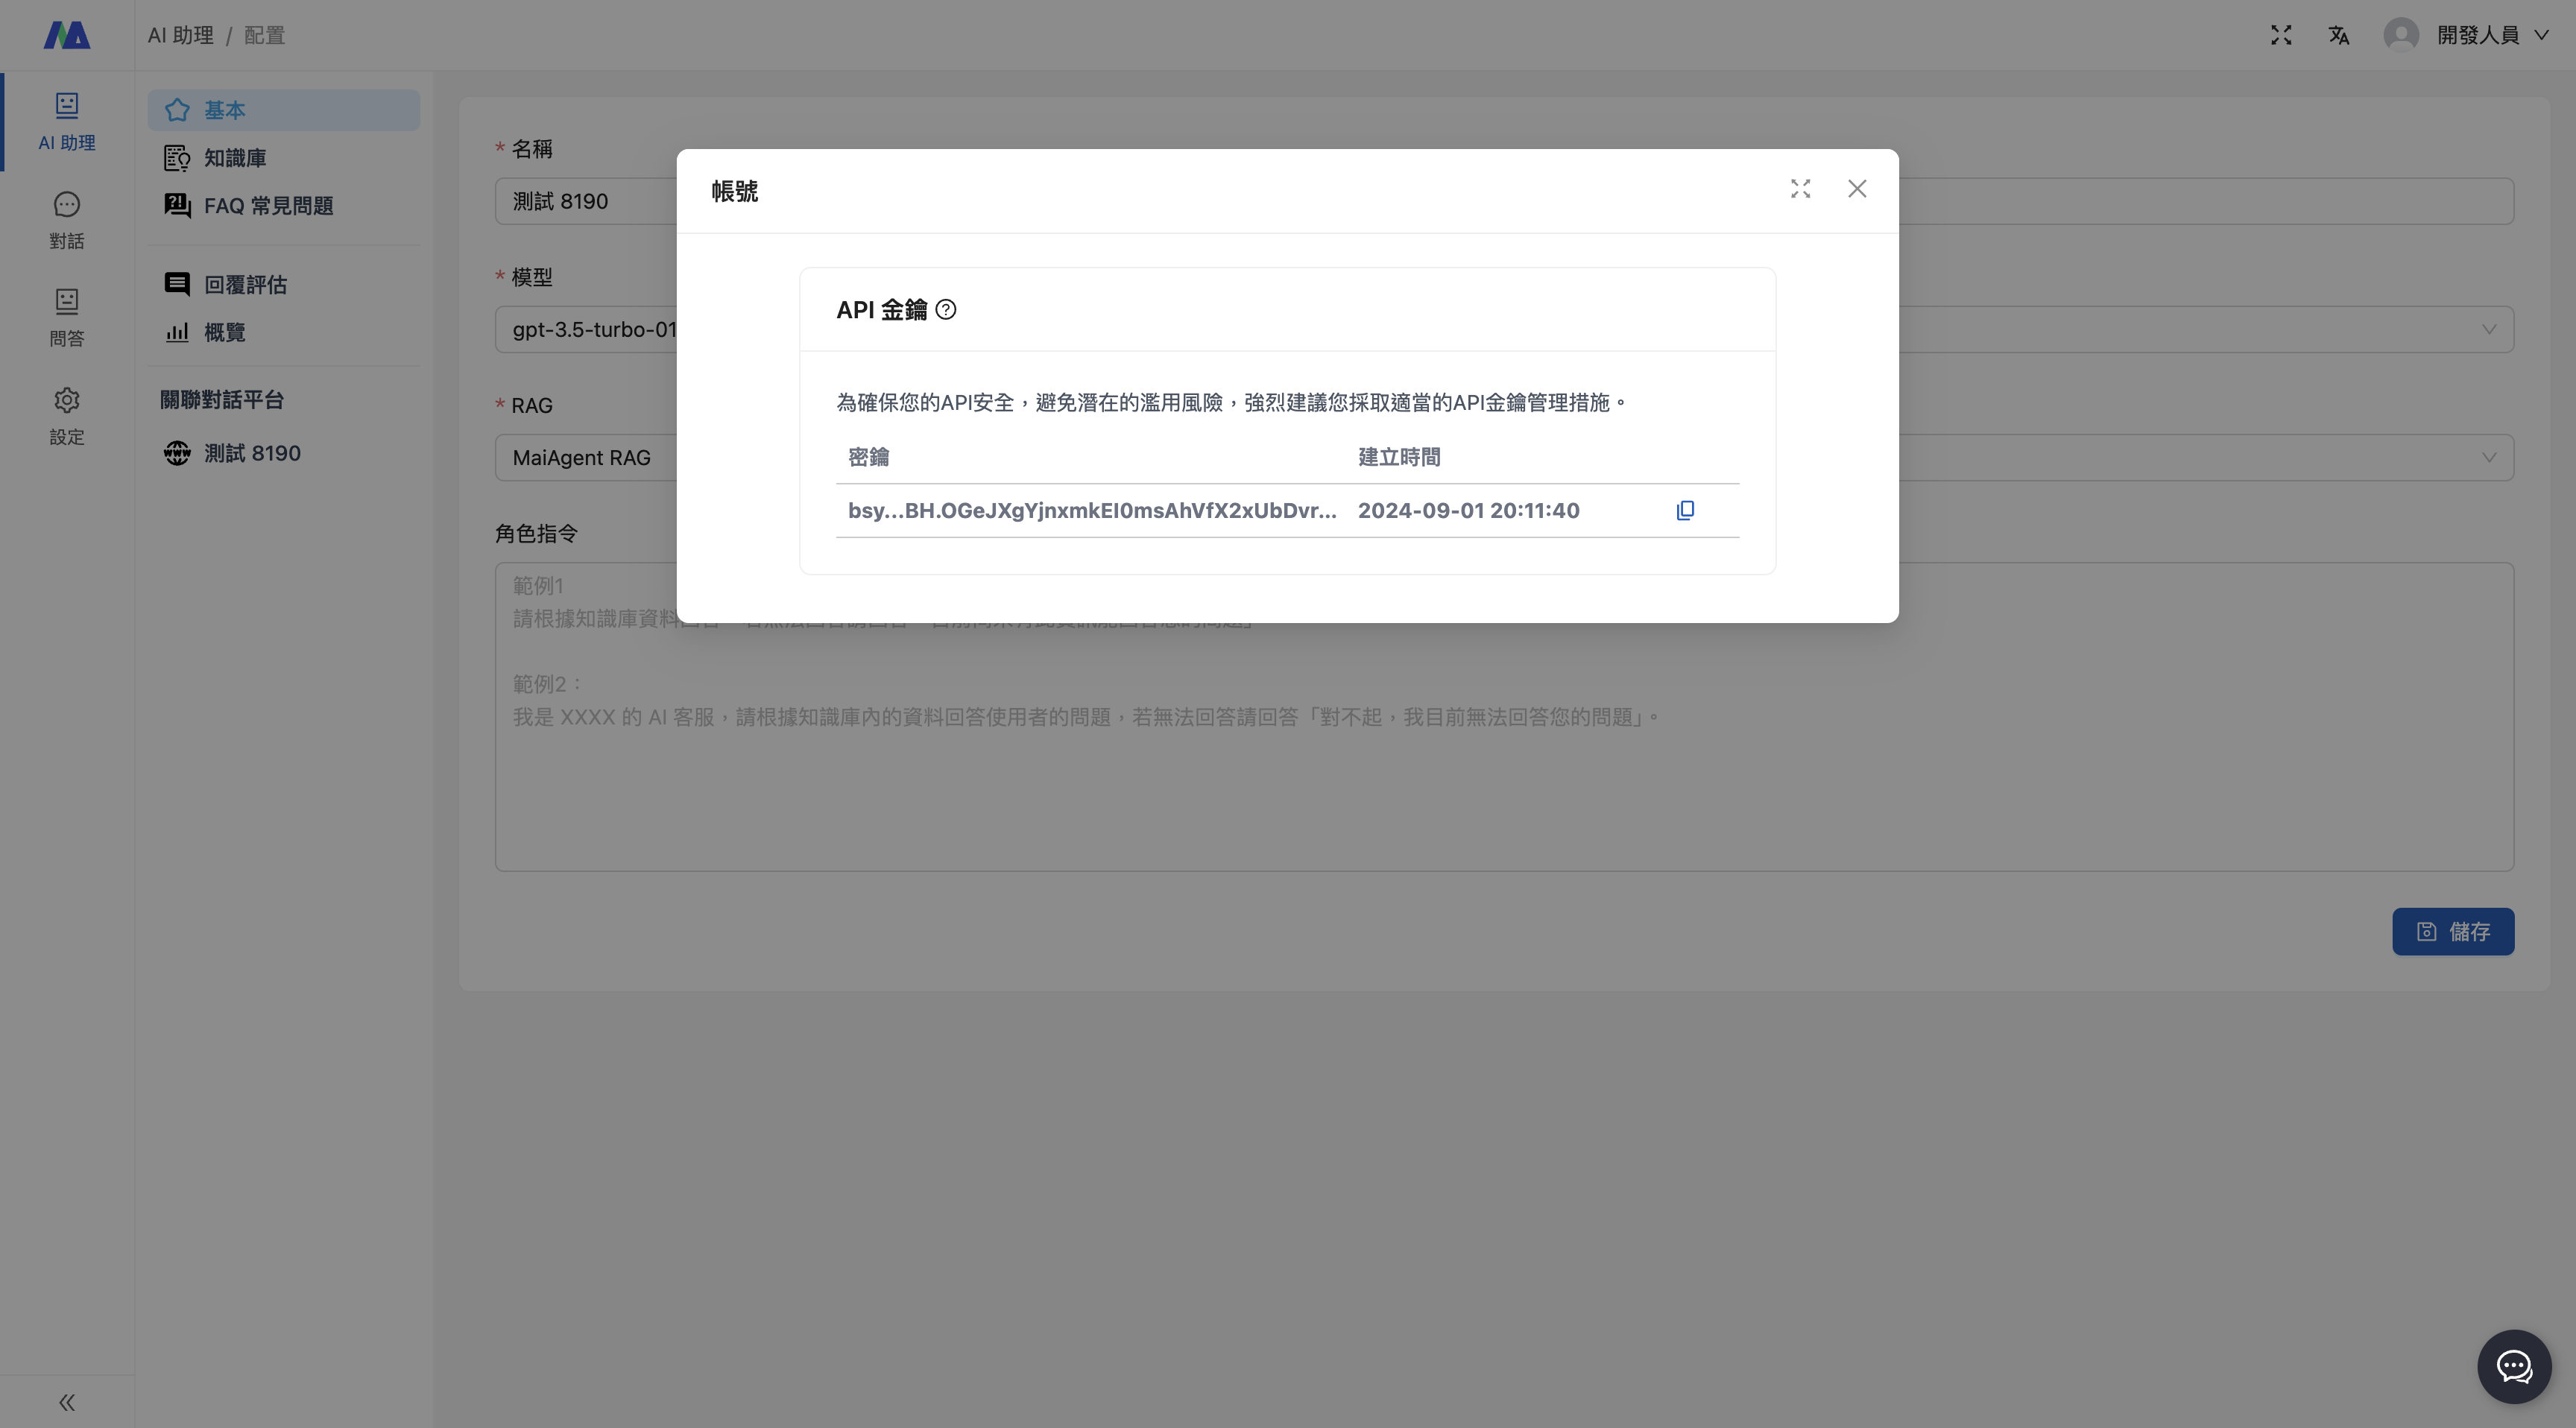 AI 助理 / 配置
開發人員
AI 助理
對話
問答
設定
基本
知識庫
FAQ 常見問題
回覆評估
概覽
關聯對話平台
測試 8190
* 名稱
測試 8190
* 模型
gpt-3.5-turbo-01
* RAG
MaiAgent RAG
角色指令
範例1
請根據知識庫資料
範例2：
我是 XXXX 的 AI 客服，請根據知識庫內的資料回答使用者的問題，若無法回答請回答「對不起，我目前無法回答您的問題」。
儲存
帳號
API 金鑰
為確保您的API安全，避免潛在的濫用風險，強烈建議您採取適當的API金鑰管理措施。
密鑰 建立時間
bsy...BH.OGeJXgYjnxmkEI0msAhVfX2xUbDvr... 2024-09-01 20:11:40